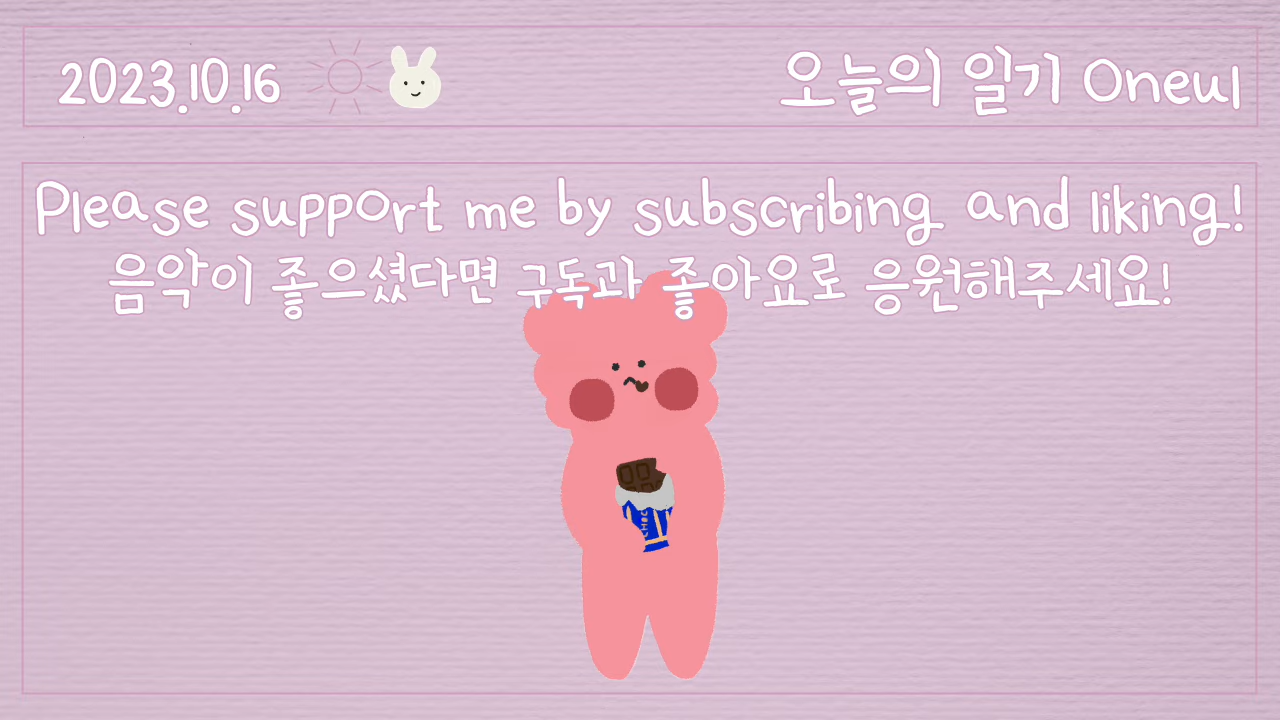 2023.10.16
오늘의 일기 Oneul
Please support me by subscribing and liking!
음악이 좋으셨다면 구독과 좋아요로 응원해주세요!
CHOC